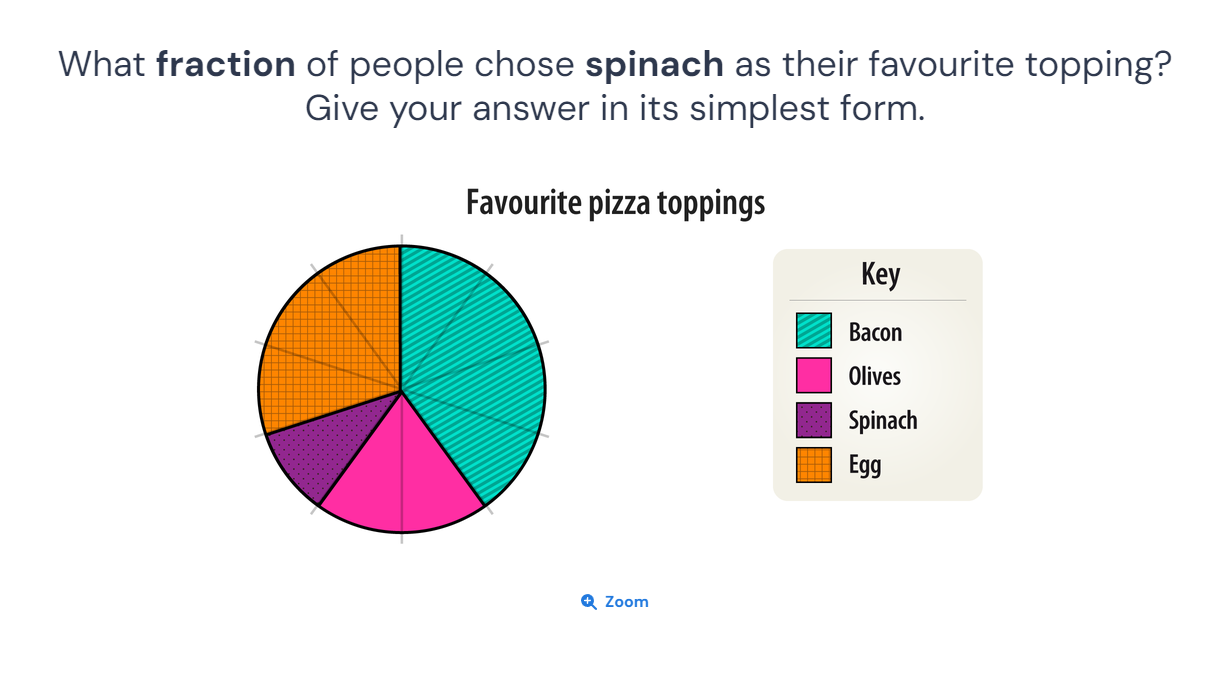 What fraction of people chose spinach as their favourite topping?
Give your answer in its simplest form.
Favourite pizza toppings
Key
Bacon
Olives
Spinach
Egg
Zoom